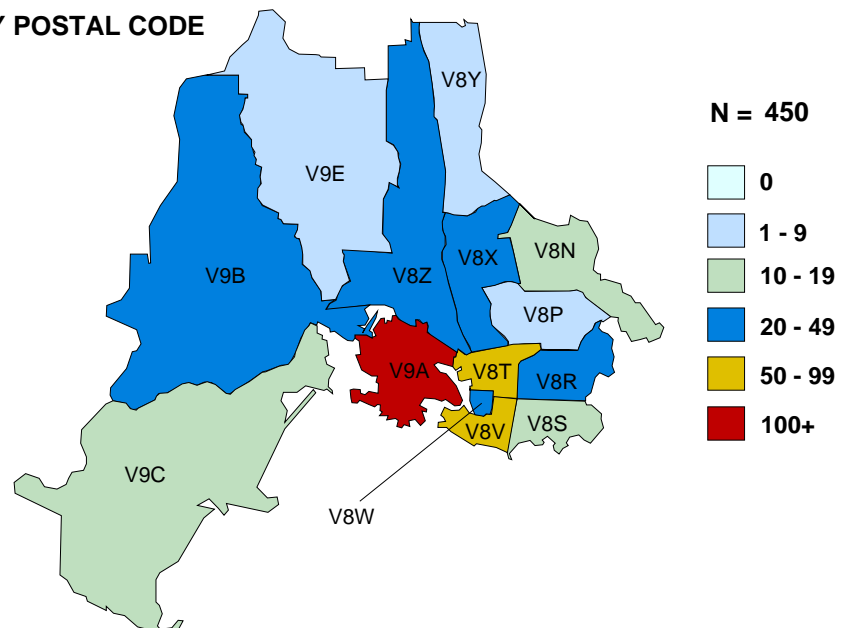 Y POSTAL CODE
V8Y
N = 450
V9E
0
1 - 9
V8N
V9B
V8Z
V8X
10 - 19
V8P
20 - 49
V9A
V8T
V8R
50 - 99
V8V
V8S
100+
V9C
V8W